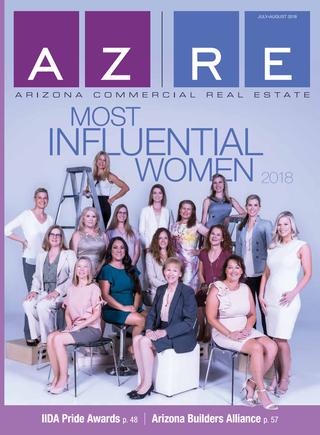 JULY-AUGUST 2018
AZRE
ARIZONA COMMERCIAL REAL ESTATE
MOST
INFLUENTIAL
WOMEN 2018
IIDA Pride Awards p. 48 | Arizona Builders Alliance p. 57